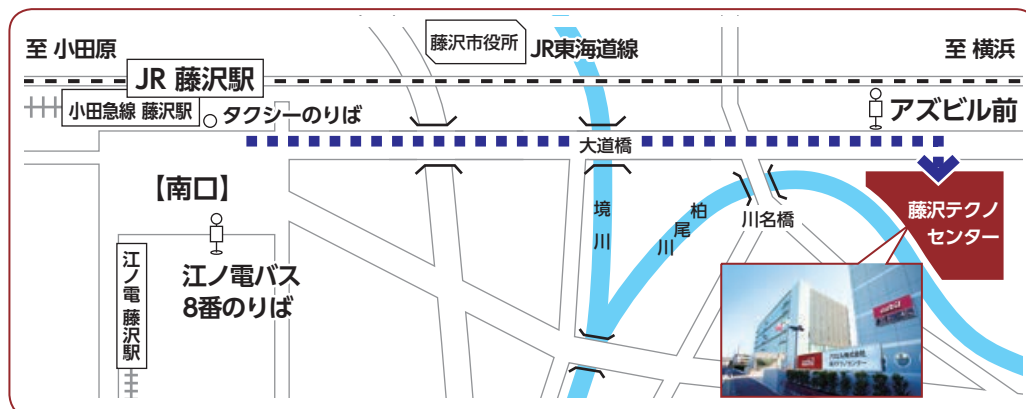 藤沢市役所
JR東海道線
至 小田原
至 横浜
JR 藤沢駅
小田急線 藤沢駅
タクシーのりば
アズビル前
大道橋
【南口】
境川
柏尾川
川名橋
藤沢テクノ
センター
江ノ電バス
8番のりば
江ノ電 藤沢駅